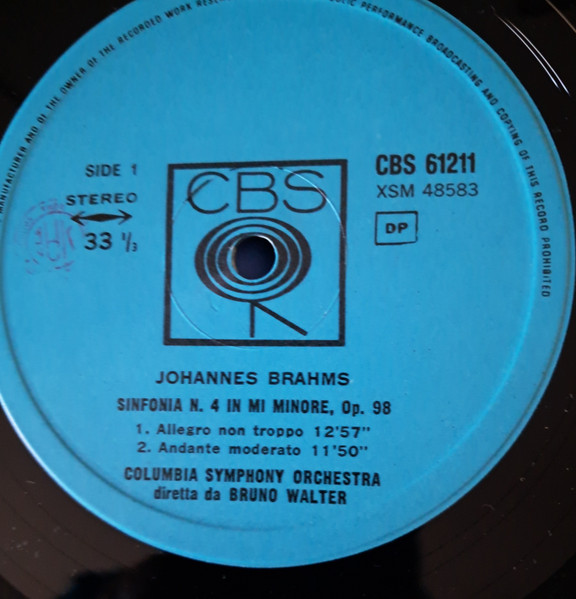 MANUFACTURER AND OF THE OWNER OF THE RECORDED WORK
PERFORMANCE BROADCASTING AND COPYING OF THIS RECORD PROHIBITED
SIDE 1
STEREO
33 1/3
CBS
CBS 61211
XSM 48583
DP
JOHANNES BRAHMS
SINFONIA N. 4 IN MI MINORE, Op. 98
1. Allegro non troppo 12'57"
2. Andante moderato 11'50"
COLUMBIA SYMPHONY ORCHESTRA
diretta da BRUNO WALTER